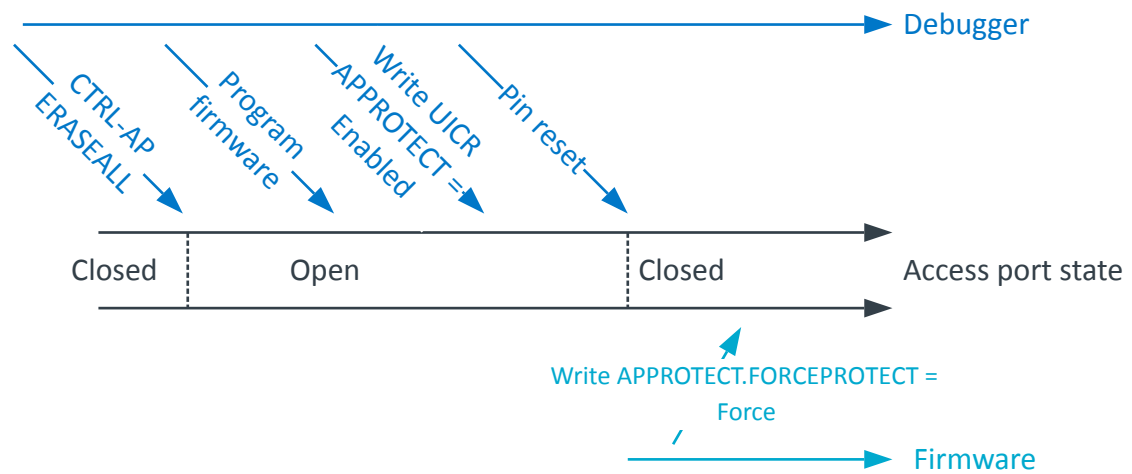 Debugger
CTRL-AP
ERASEALL
Program
firmware
Write UICR
APPROTECT =
Enabled
Pin reset
Closed
Open
Closed
Access port state
Write APPROTECT.FORCEPROTECT =
Force
Firmware